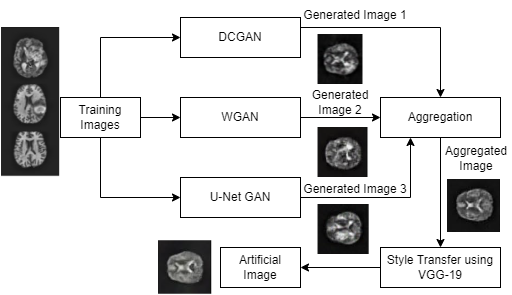 Generated Image 1
DCGAN
Training
Images
WGAN
Generated
Image 2
Aggregation
U-Net GAN
Generated Image 3
Aggregated
Image
Artificial
Image
Style Transfer using
VGG-19